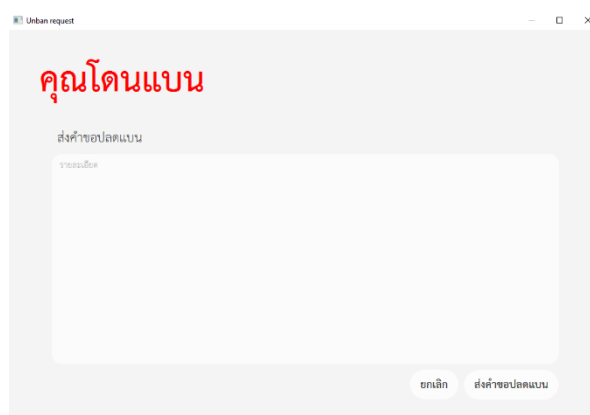 Unban request
คุณโดนแบน
ส่งคำขอปลดแบน
รายละเอียด
ยกเลิก ส่งคำขอปลดแบน